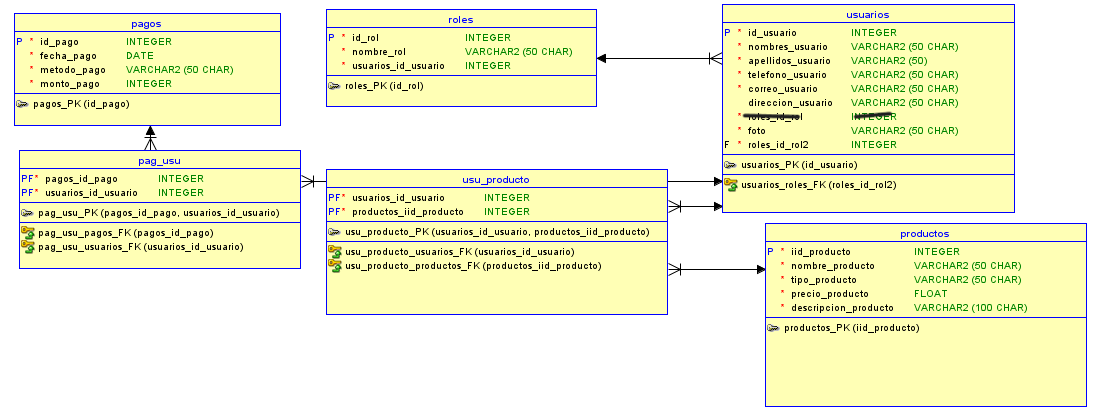 pagos
P * id_pago INTEGER
* fecha_pago DATE
* metodo_pago VARCHAR2 (50 CHAR)
* monto_pago INTEGER
pagos_PK (id_pago)
roles
P * id_rol INTEGER
* nombre_rol VARCHAR2 (50 CHAR)
* usuarios_id_usuario INTEGER
roles_PK (id_rol)
usuarios
P * id_usuario INTEGER
* nombres_usuario VARCHAR2 (50 CHAR)
* apellidos_usuario VARCHAR2 (50)
* telefono_usuario VARCHAR2 (50 CHAR)
* correo_usuario VARCHAR2 (50 CHAR)
direccion_usuario VARCHAR2 (50 CHAR)
* roles_id_rol INTEGER
* foto VARCHAR2 (50 CHAR)
F * roles_id_rol2 INTEGER
usuarios_PK (id_usuario)
usuarios_roles_FK (roles_id_rol2)
pag_usu
PF* pagos_id_pago INTEGER
PF* usuarios_id_usuario INTEGER
pag_usu_PK (pagos_id_pago, usuarios_id_usuario)
pag_usu_pagos_FK (pagos_id_pago)
pag_usu_usuarios_FK (usuarios_id_usuario)
usu_producto
PF* usuarios_id_usuario INTEGER
PF* productos_iid_producto INTEGER
usu_producto_PK (usuarios_id_usuario, productos_iid_producto)
usu_producto_usuarios_FK (usuarios_id_usuario)
usu_producto_productos_FK (productos_iid_producto)
productos
P * iid_producto INTEGER
* nombre_producto VARCHAR2 (50 CHAR)
* tipo_producto VARCHAR2 (50 CHAR)
* precio_producto FLOAT
* descripcion_producto VARCHAR2 (100 CHAR)
productos_PK (iid_producto)